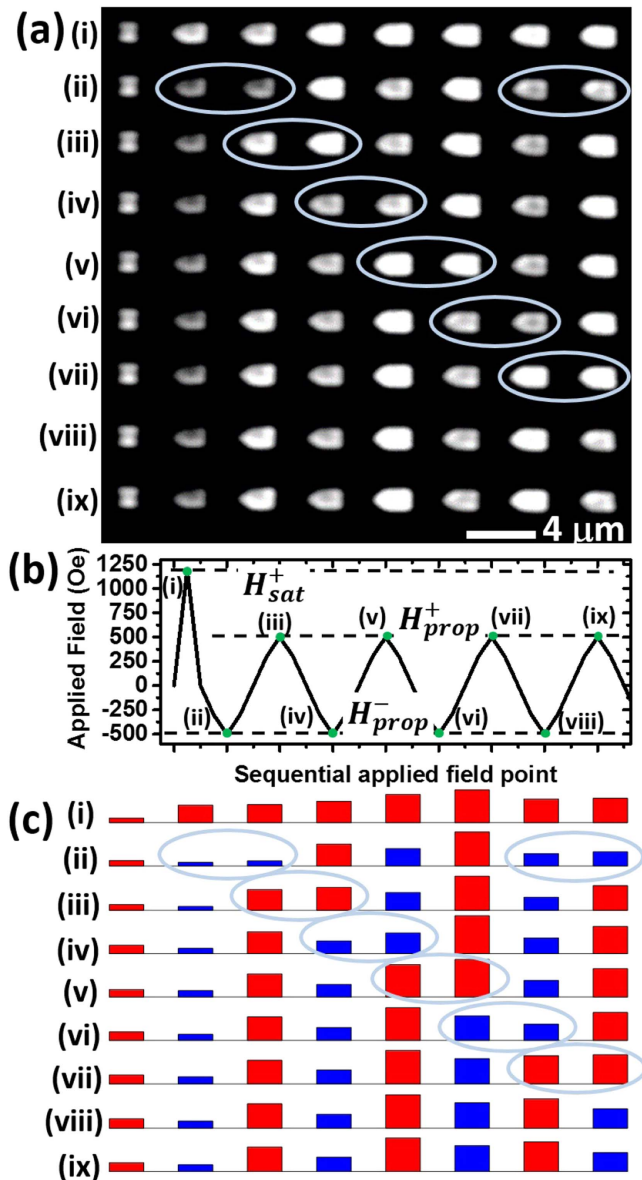 (a)
(i)
(ii)
(iii)
(iv)
(v)
(vi)
(vii)
(viii)
(ix)
4 μm
(b)
Applied Field (Oe)
1250
1000
750
500
250
0
-250
-500
(i)
H⁺sat
(iii)
(v)
H⁺prop
(vii)
(ix)
(ii)
(iv)
H⁻prop
(vi)
(viii)
Sequential applied field point
(c)
(i)
(ii)
(iii)
(iv)
(v)
(vi)
(vii)
(viii)
(ix)